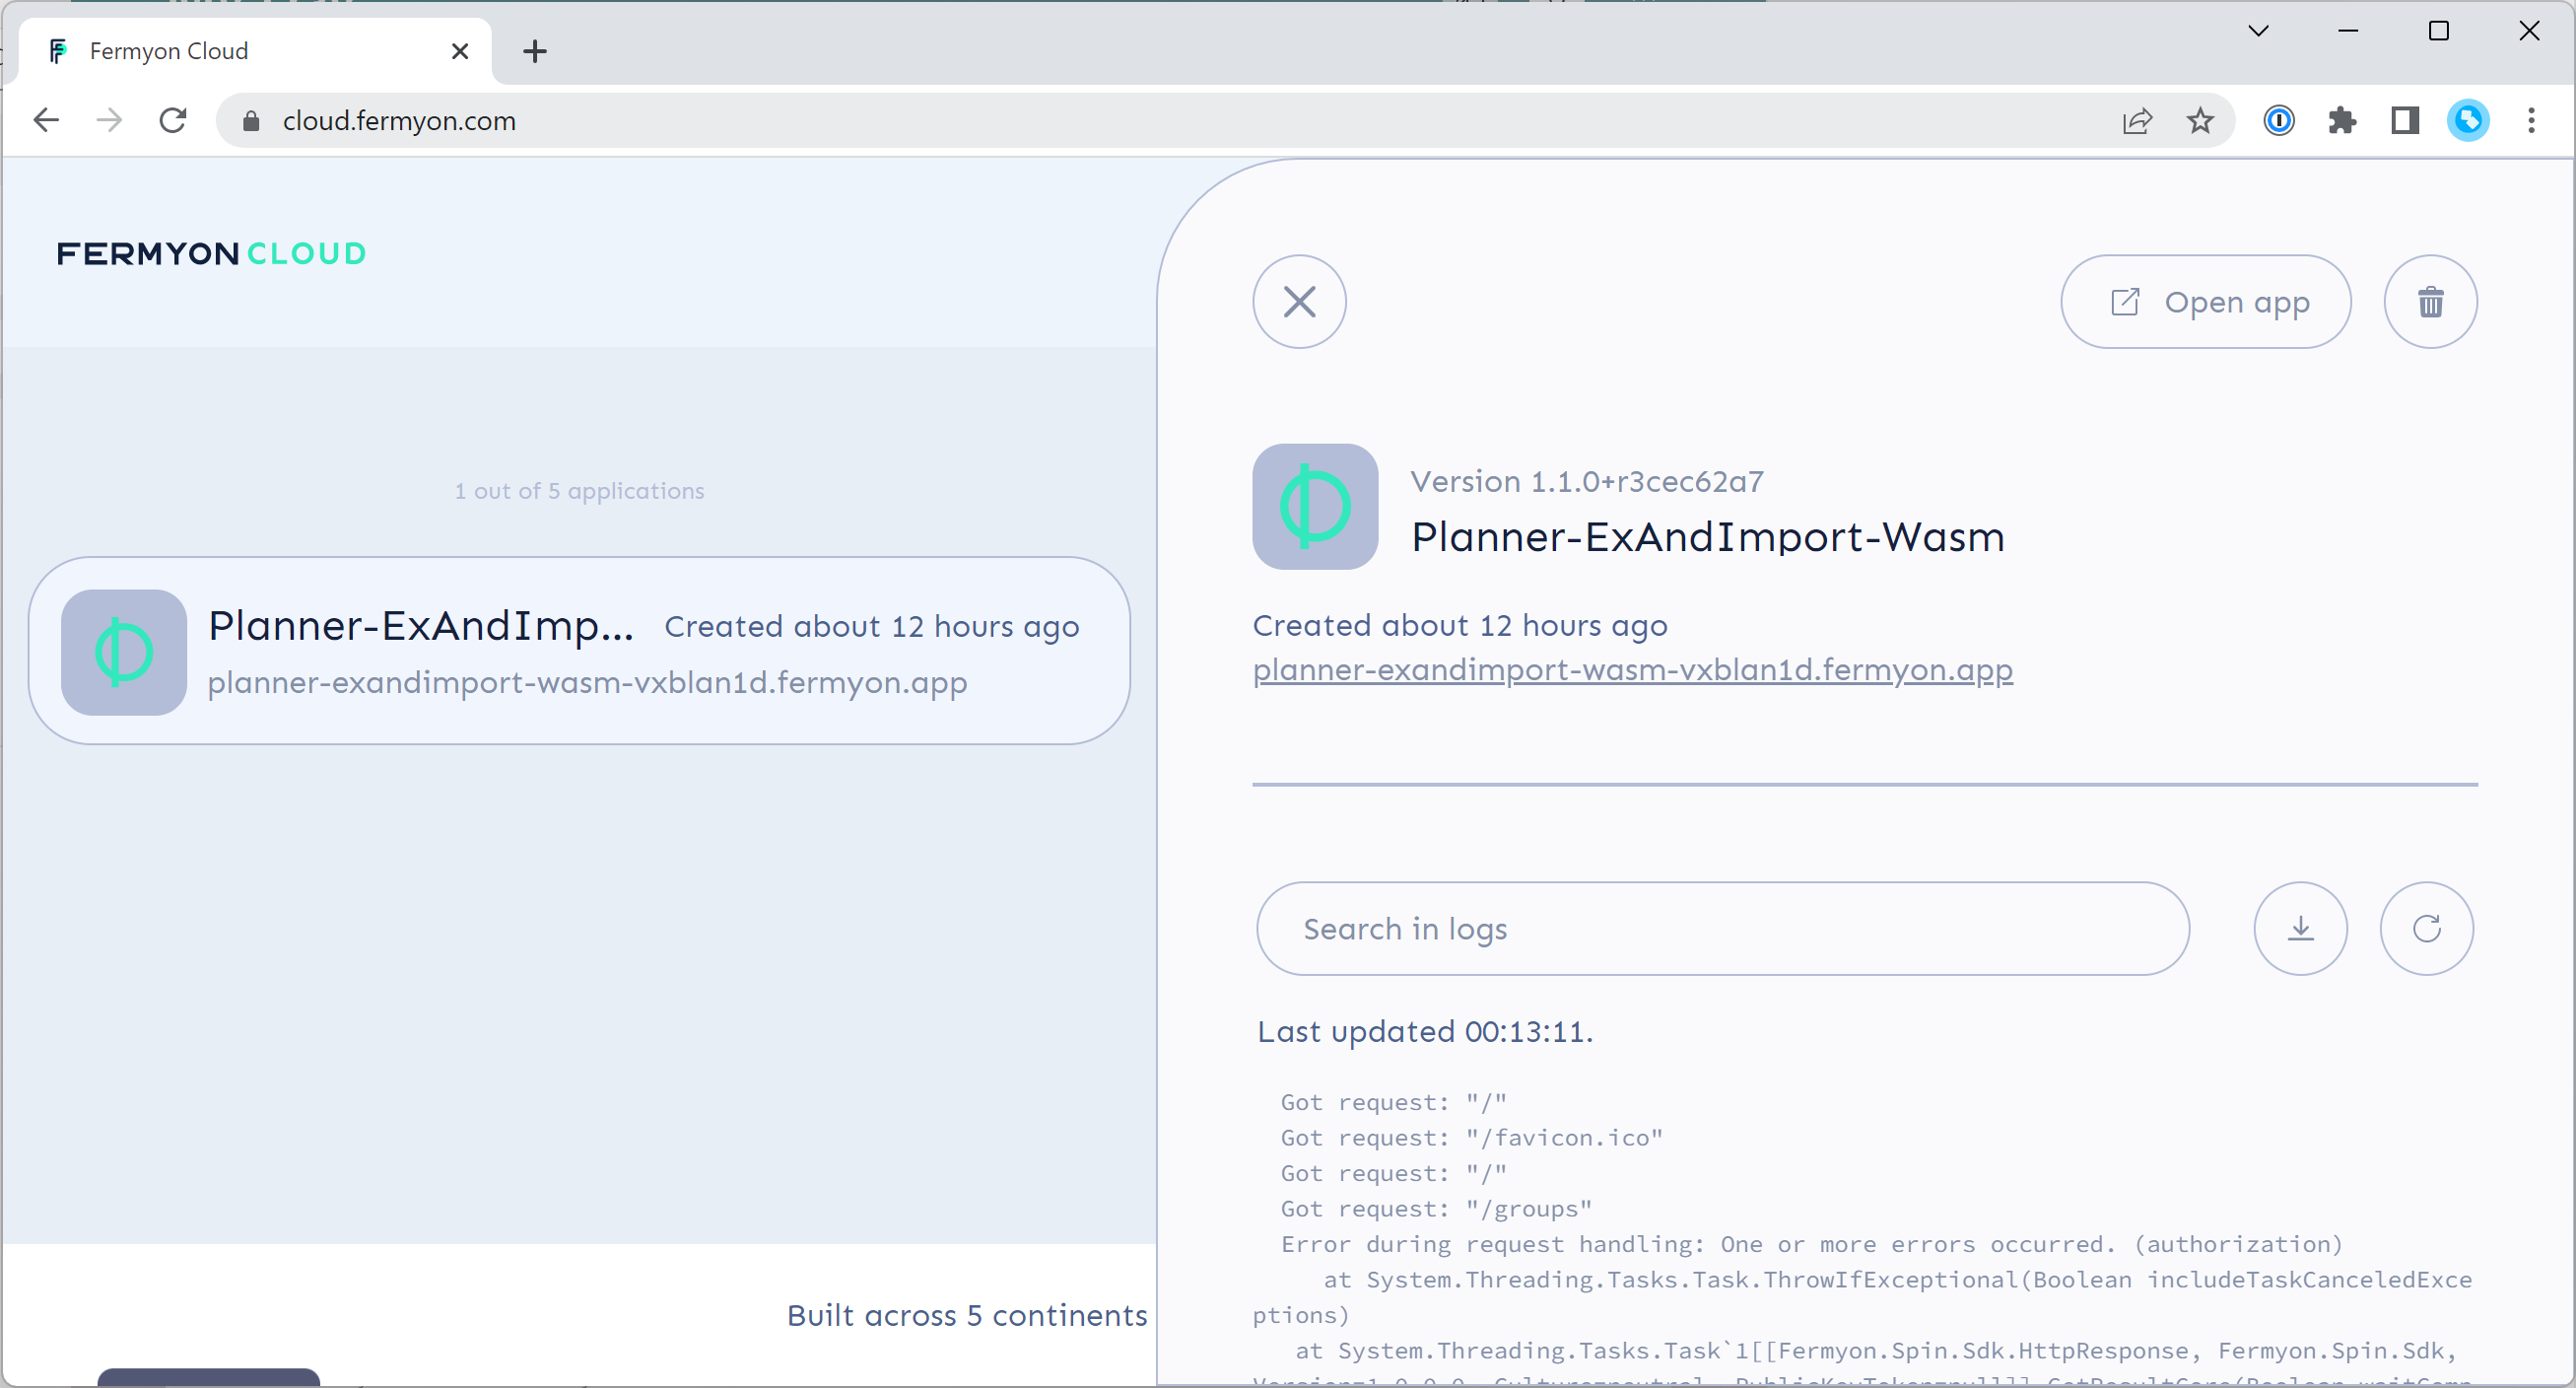 Fermyon Cloud
cloud.fermyon.com
FERMYON CLOUD
1 out of 5 applications
Planner-ExAndImp... Created about 12 hours ago
planner-exandimport-wasm-vxblan1d.fermyon.app
Built across 5 continents
Open app
Version 1.1.0+r3cec62a7
Planner-ExAndImport-Wasm
Created about 12 hours ago
planner-exandimport-wasm-vxblan1d.fermyon.app
Search in logs
Last updated 00:13:11.
Got request: "/"
Got request: "/favicon.ico"
Got request: "/"
Got request: "/groups"
Error during request handling: One or more errors occurred. (authorization)
at System.Threading.Tasks.Task.ThrowIfExceptional(Boolean includeTaskCanceledExce
ptions)
at System.Threading.Tasks.Task`1[[Fermyon.Spin.Sdk.HttpResponse, Fermyon.Spin.Sdk,